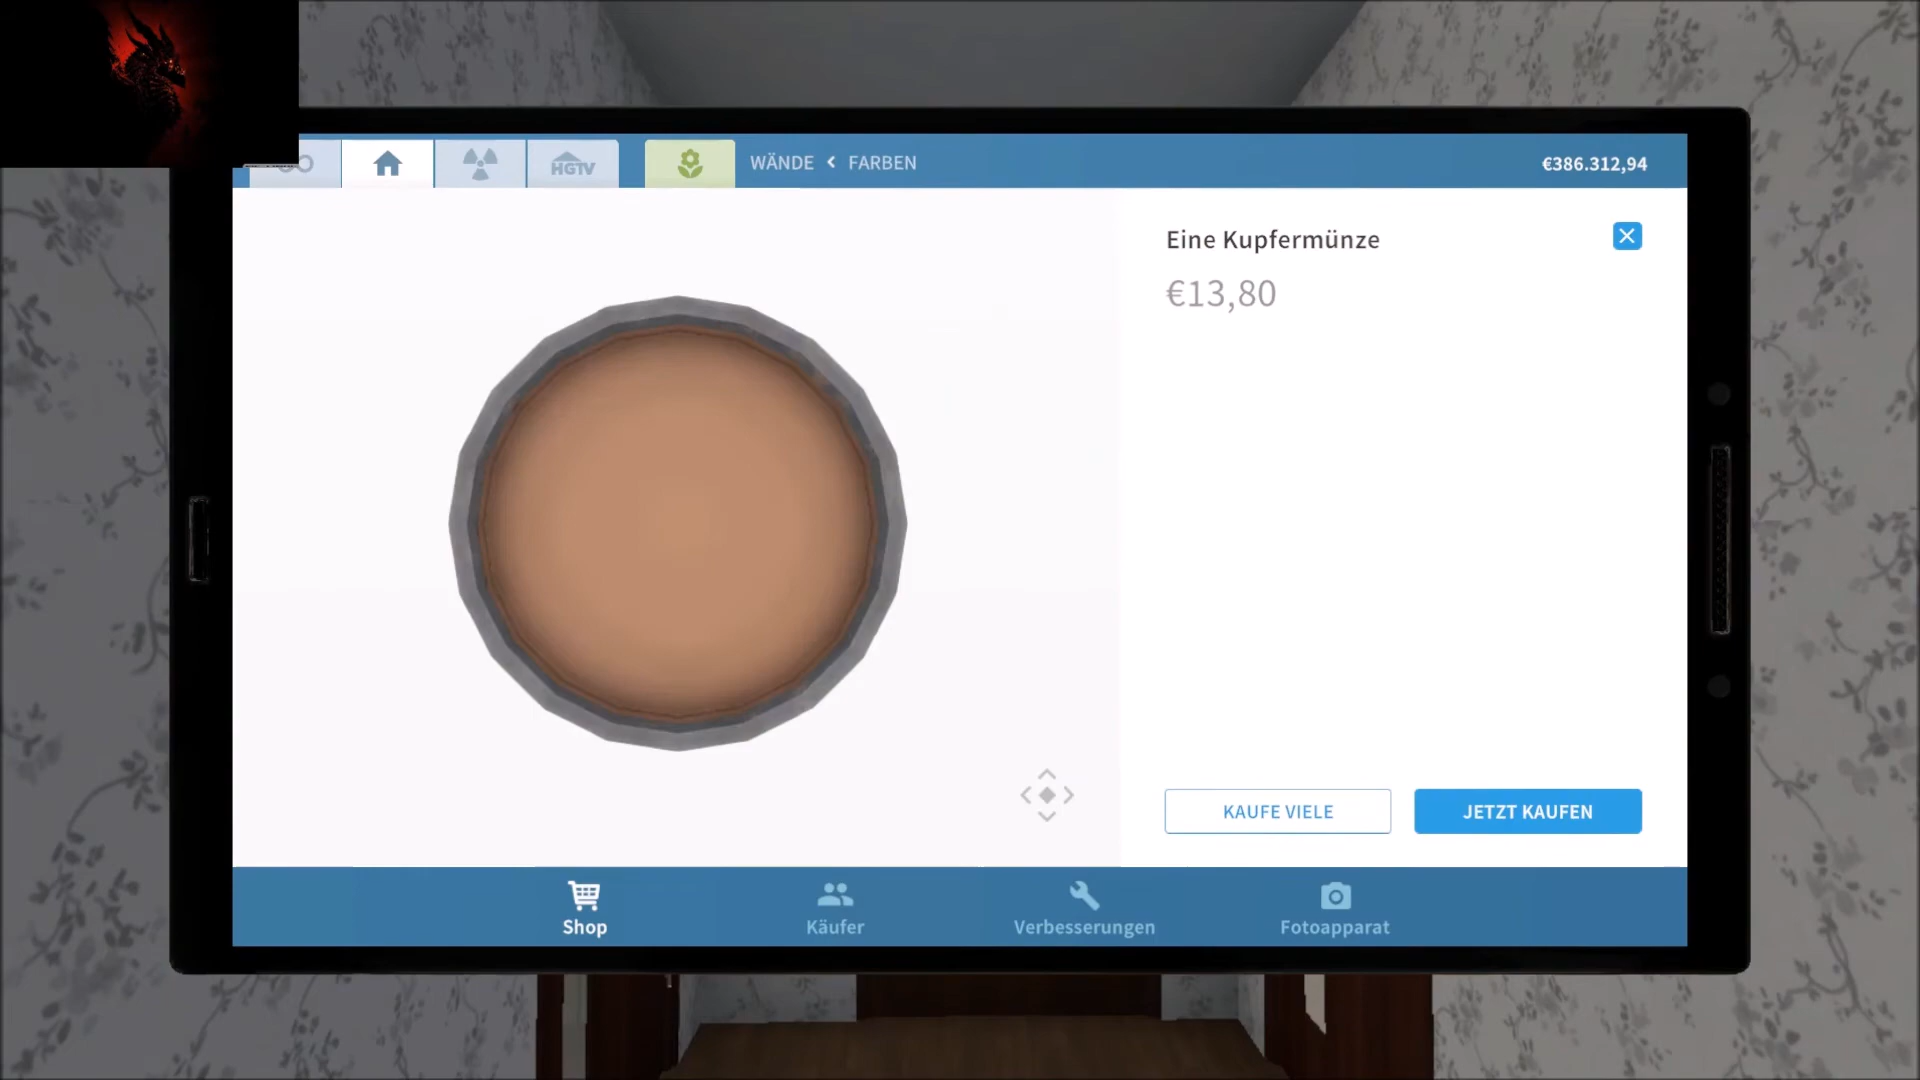 HGTV
WÄNDE < FARBEN
€386.312,94
Eine Kupfermünze
€13,80
KAUFE VIELE
JETZT KAUFEN
Shop
Käufer
Verbesserungen
Fotoapparat